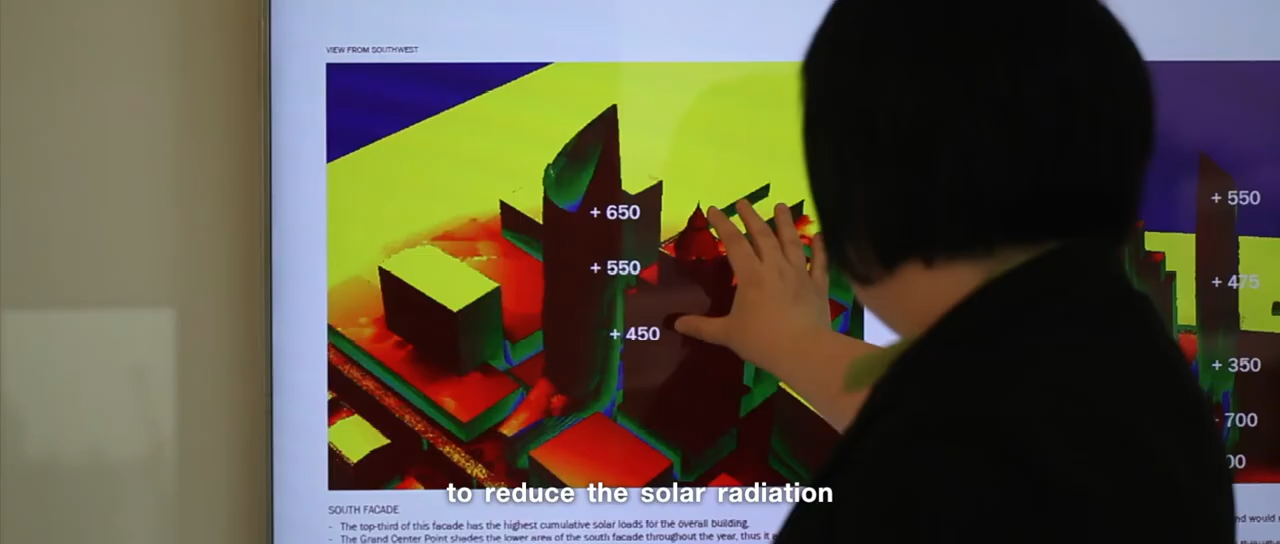 VIEW FROM SOUTHWEST
+ 650
+ 550
+ 450
+ 550
+ 475
+ 350
700
00
to reduce the solar radiation
SOUTH FACADE
- The top-third of this facade has the highest cumulative solar loads for the overall building.
- The Grand Center Point shades the lower area of the south facade throughout the year, thus it
nd would